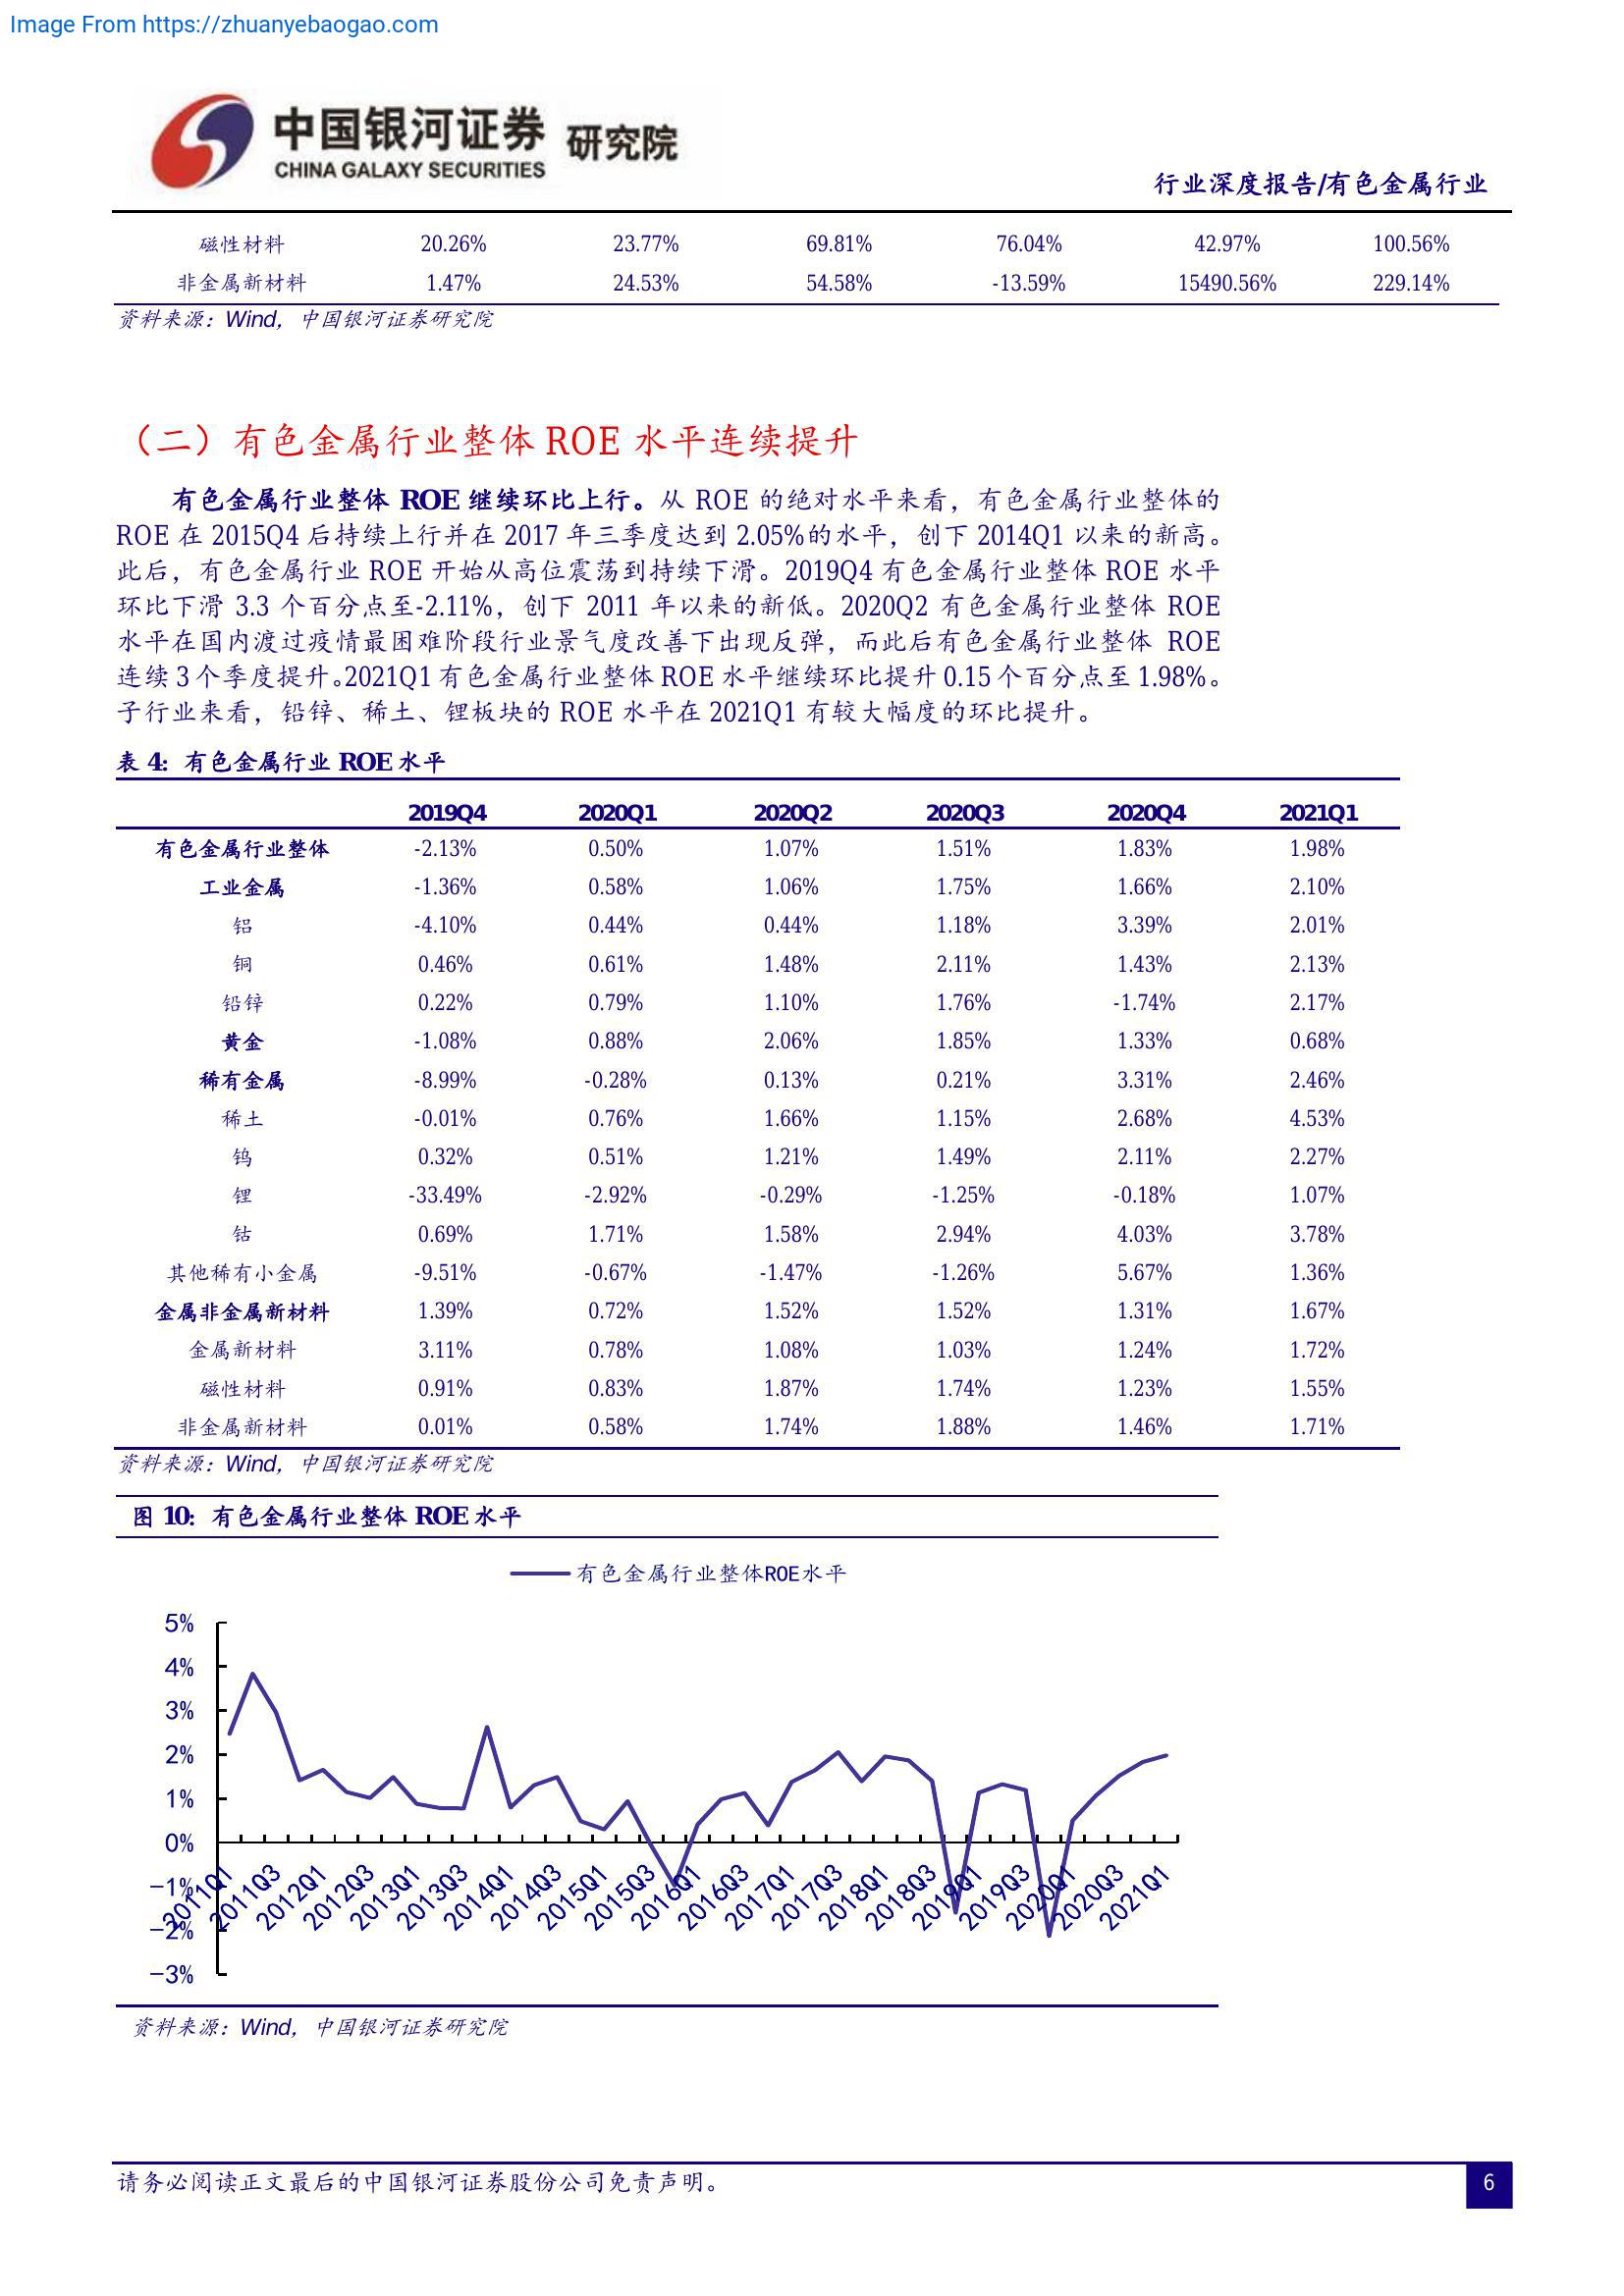 Image From https://zhuanyebaogao.com
中国银河证券 研究院
CHINA GALAXY SECURITIES
行业深度报告/有色金属行业
磁性材料 20.26% 23.77% 69.81% 76.04% 42.97% 100.56%
非金属新材料 1.47% 24.53% 54.58% -13.59% 15490.56% 229.14%
资料来源：Wind，中国银河证券研究院
（二）有色金属行业整体 ROE 水平连续提升
有色金属行业整体 ROE 继续环比上行。从 ROE 的绝对水平来看，有色金属行业整体的
ROE 在 2015Q4 后持续上行并在 2017 年三季度达到 2.05%的水平，创下 2014Q1 以来的新高。
此后，有色金属行业 ROE 开始从高位震荡到持续下滑。2019Q4 有色金属行业整体 ROE 水平
环比下滑 3.3 个百分点至-2.11%，创下 2011 年以来的新低。2020Q2 有色金属行业整体 ROE
水平在国内渡过疫情最困难阶段行业景气度改善下出现反弹，而此后有色金属行业整体 ROE
连续 3 个季度提升。2021Q1 有色金属行业整体 ROE 水平继续环比提升 0.15 个百分点至 1.98%。
子行业来看，铅锌、稀土、锂板块的 ROE 水平在 2021Q1 有较大幅度的环比提升。
表 4：有色金属行业 ROE 水平
2019Q4 2020Q1 2020Q2 2020Q3 2020Q4 2021Q1
有色金属行业整体 -2.13% 0.50% 1.07% 1.51% 1.83% 1.98%
工业金属 -1.36% 0.58% 1.06% 1.75% 1.66% 2.10%
铝 -4.10% 0.44% 0.44% 1.18% 3.39% 2.01%
铜 0.46% 0.61% 1.48% 2.11% 1.43% 2.13%
铅锌 0.22% 0.79% 1.10% 1.76% -1.74% 2.17%
黄金 -1.08% 0.88% 2.06% 1.85% 1.33% 0.68%
稀有金属 -8.99% -0.28% 0.13% 0.21% 3.31% 2.46%
稀土 -0.01% 0.76% 1.66% 1.15% 2.68% 4.53%
钨 0.32% 0.51% 1.21% 1.49% 2.11% 2.27%
锂 -33.49% -2.92% -0.29% -1.25% -0.18% 1.07%
钴 0.69% 1.71% 1.58% 2.94% 4.03% 3.78%
其他稀有小金属 -9.51% -0.67% -1.47% -1.26% 5.67% 1.36%
金属非金属新材料 1.39% 0.72% 1.52% 1.52% 1.31% 1.67%
金属新材料 3.11% 0.78% 1.08% 1.03% 1.24% 1.72%
磁性材料 0.91% 0.83% 1.87% 1.74% 1.23% 1.55%
非金属新材料 0.01% 0.58% 1.74% 1.88% 1.46% 1.71%
资料来源：Wind，中国银河证券研究院
图 10：有色金属行业整体 ROE 水平
有色金属行业整体ROE水平
5%
4%
3%
2%
1%
0%
-1%
-2%
-3%
2011Q1 2011Q3 2012Q1 2012Q3 2013Q1 2013Q3 2014Q1 2014Q3 2015Q1 2015Q3 2016Q1 2016Q3 2017Q1 2017Q3 2018Q1 2018Q3 2019Q1 2019Q3 2020Q1 2020Q3 2021Q1
资料来源：Wind，中国银河证券研究院
请务必阅读正文最后的中国银河证券股份公司免责声明。
6